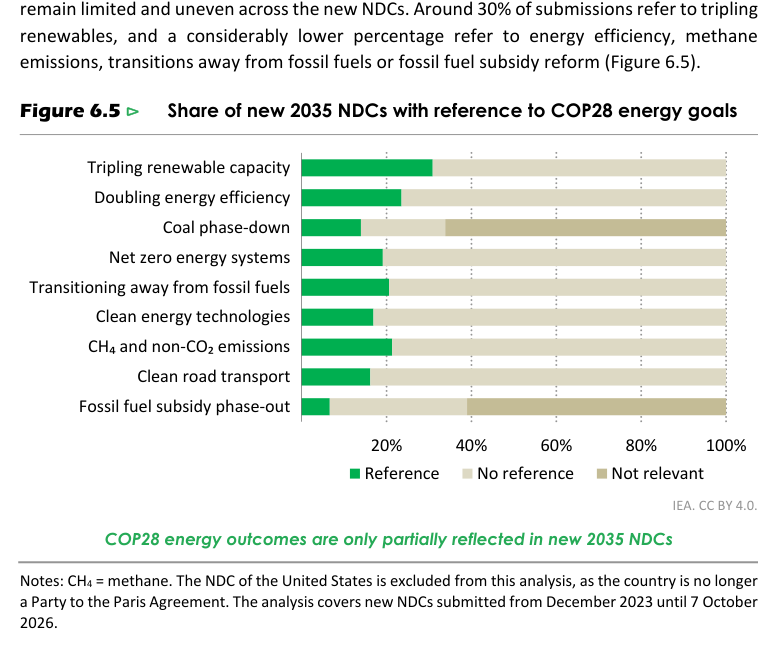 remain limited and uneven across the new NDCs. Around 30% of submissions refer to tripling
renewables, and a considerably lower percentage refer to energy efficiency, methane
emissions, transitions away from fossil fuels or fossil fuel subsidy reform (Figure 6.5).
Figure 6.5 ▷ Share of new 2035 NDCs with reference to COP28 energy goals
Tripling renewable capacity
Doubling energy efficiency
Coal phase-down
Net zero energy systems
Transitioning away from fossil fuels
Clean energy technologies
CH₄ and non-CO₂ emissions
Clean road transport
Fossil fuel subsidy phase-out
20% 40% 60% 80% 100%
Reference No reference Not relevant
IEA. CC BY 4.0.
COP28 energy outcomes are only partially reflected in new 2035 NDCs
Notes: CH₄ = methane. The NDC of the United States is excluded from this analysis, as the country is no longer
a Party to the Paris Agreement. The analysis covers new NDCs submitted from December 2023 until 7 October
2026.